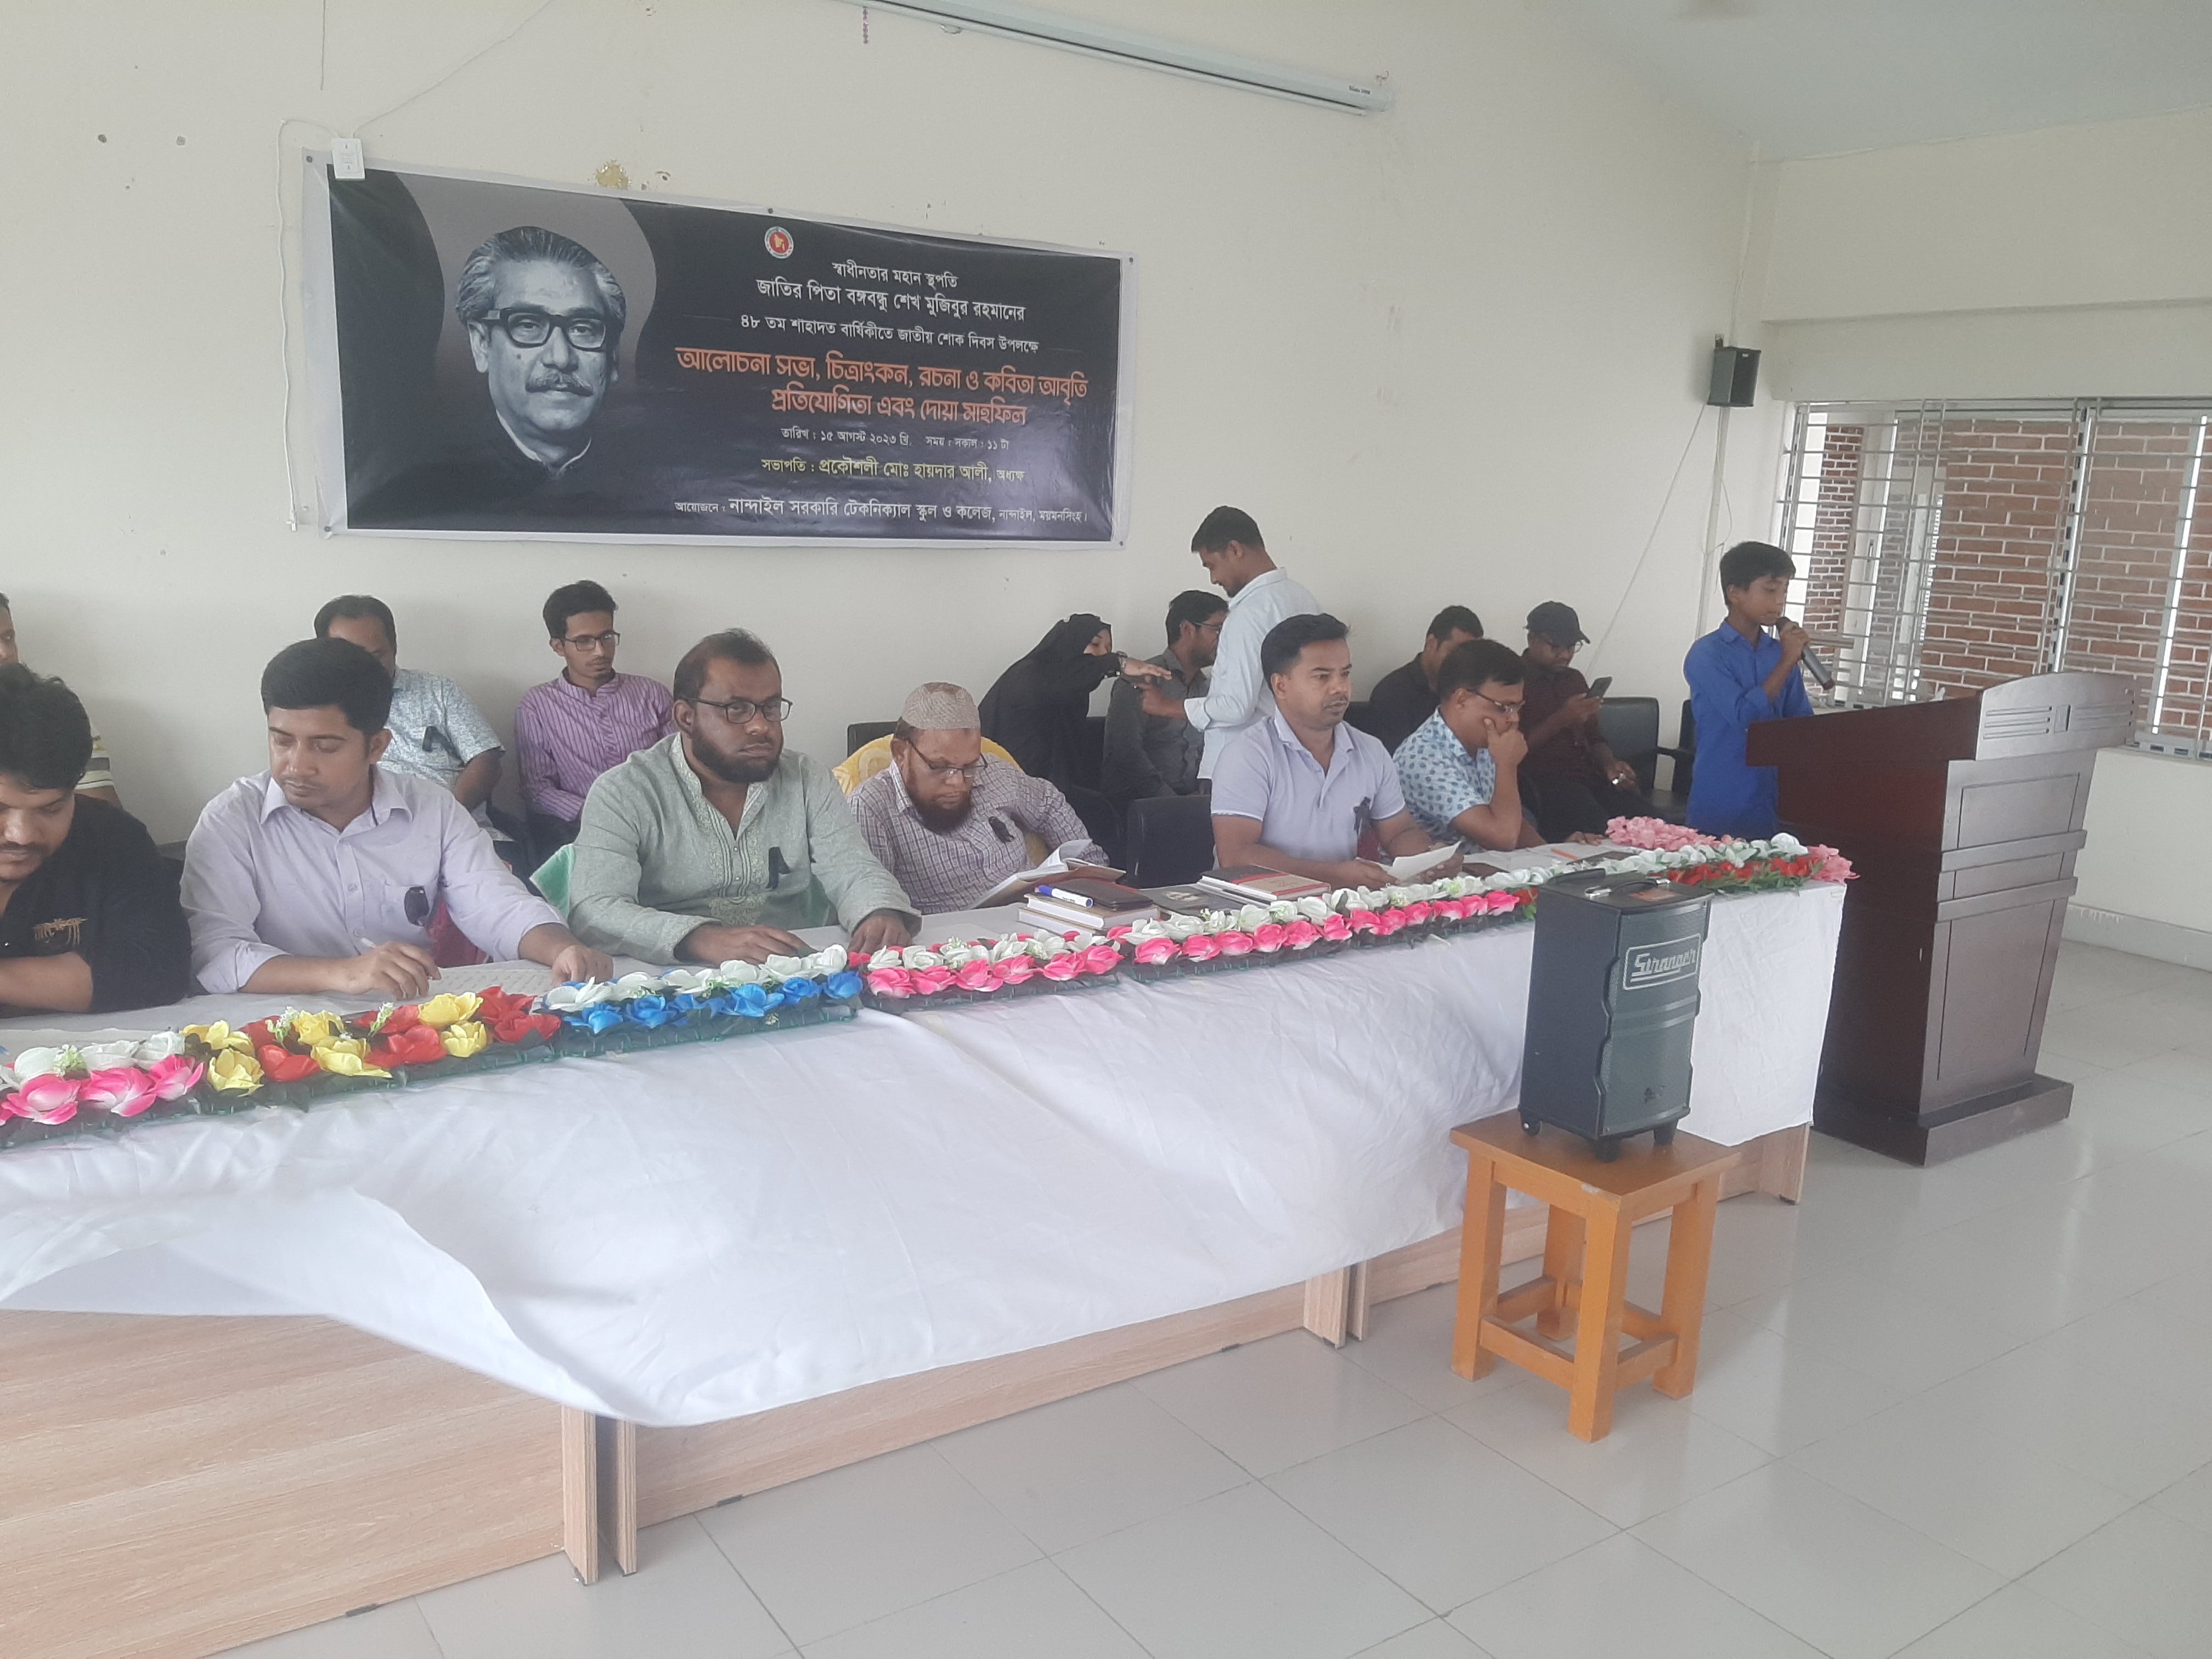 স্বাধীনতার মহান স্থপতি
জাতির পিতা বঙ্গবন্ধু শেখ মুজিবুর রহমানের
৪৮ তম শাহাদত বার্ষিকীতে জাতীয় শোক দিবস উপলক্ষে
আলোচনা সভা, চিত্রাংকন, রচনা ও কবিতা আবৃতি
প্রতিযোগিতা এবং দোয়া মাহফিল
তারিখ : ১৫ আগস্ট ২০২৩ খ্রি. সময় : সকাল : ১১ টা
সভাপতি : প্রকৌশলী মোঃ হায়দার আলী, অধ্যক্ষ
আয়োজনে : নান্দাইল সরকারি টেকনিক্যাল স্কুল ও কলেজ, নান্দাইল, ময়মনসিংহ।
Stranger